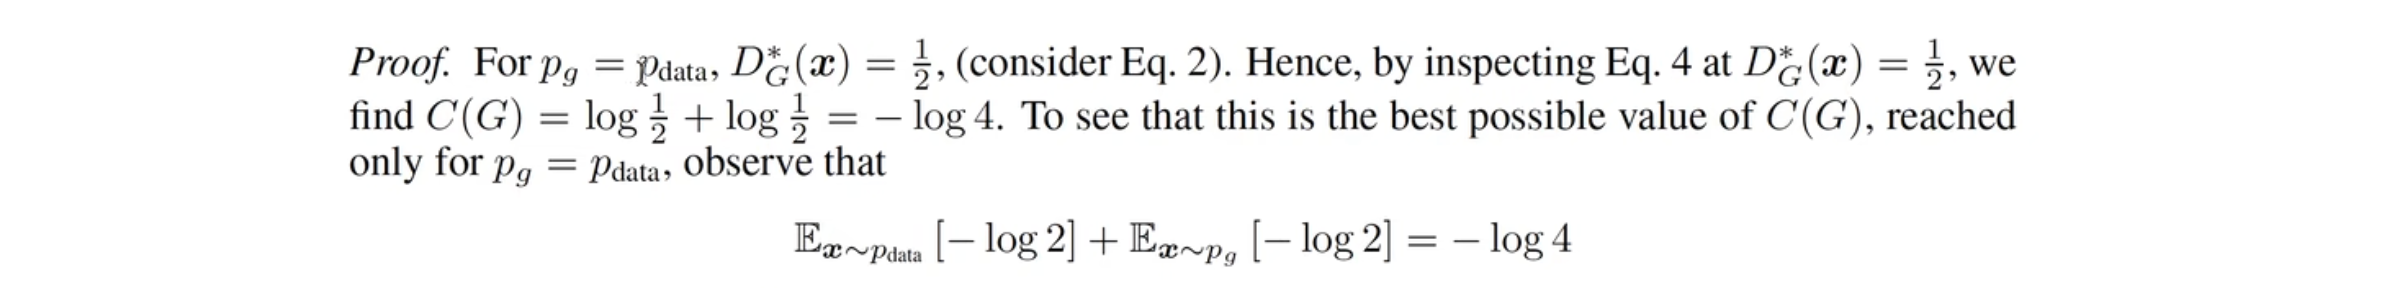 Proof. For p_g = p_data, D*_G(x) = 1/2, (consider Eq. 2). Hence, by inspecting Eq. 4 at D*_G(x) = 1/2, we
find C(G) = log 1/2 + log 1/2 = − log 4. To see that this is the best possible value of C(G), reached
only for p_g = p_data, observe that
𝔼_{x∼p_data} [− log 2] + 𝔼_{x∼p_g} [− log 2] = − log 4